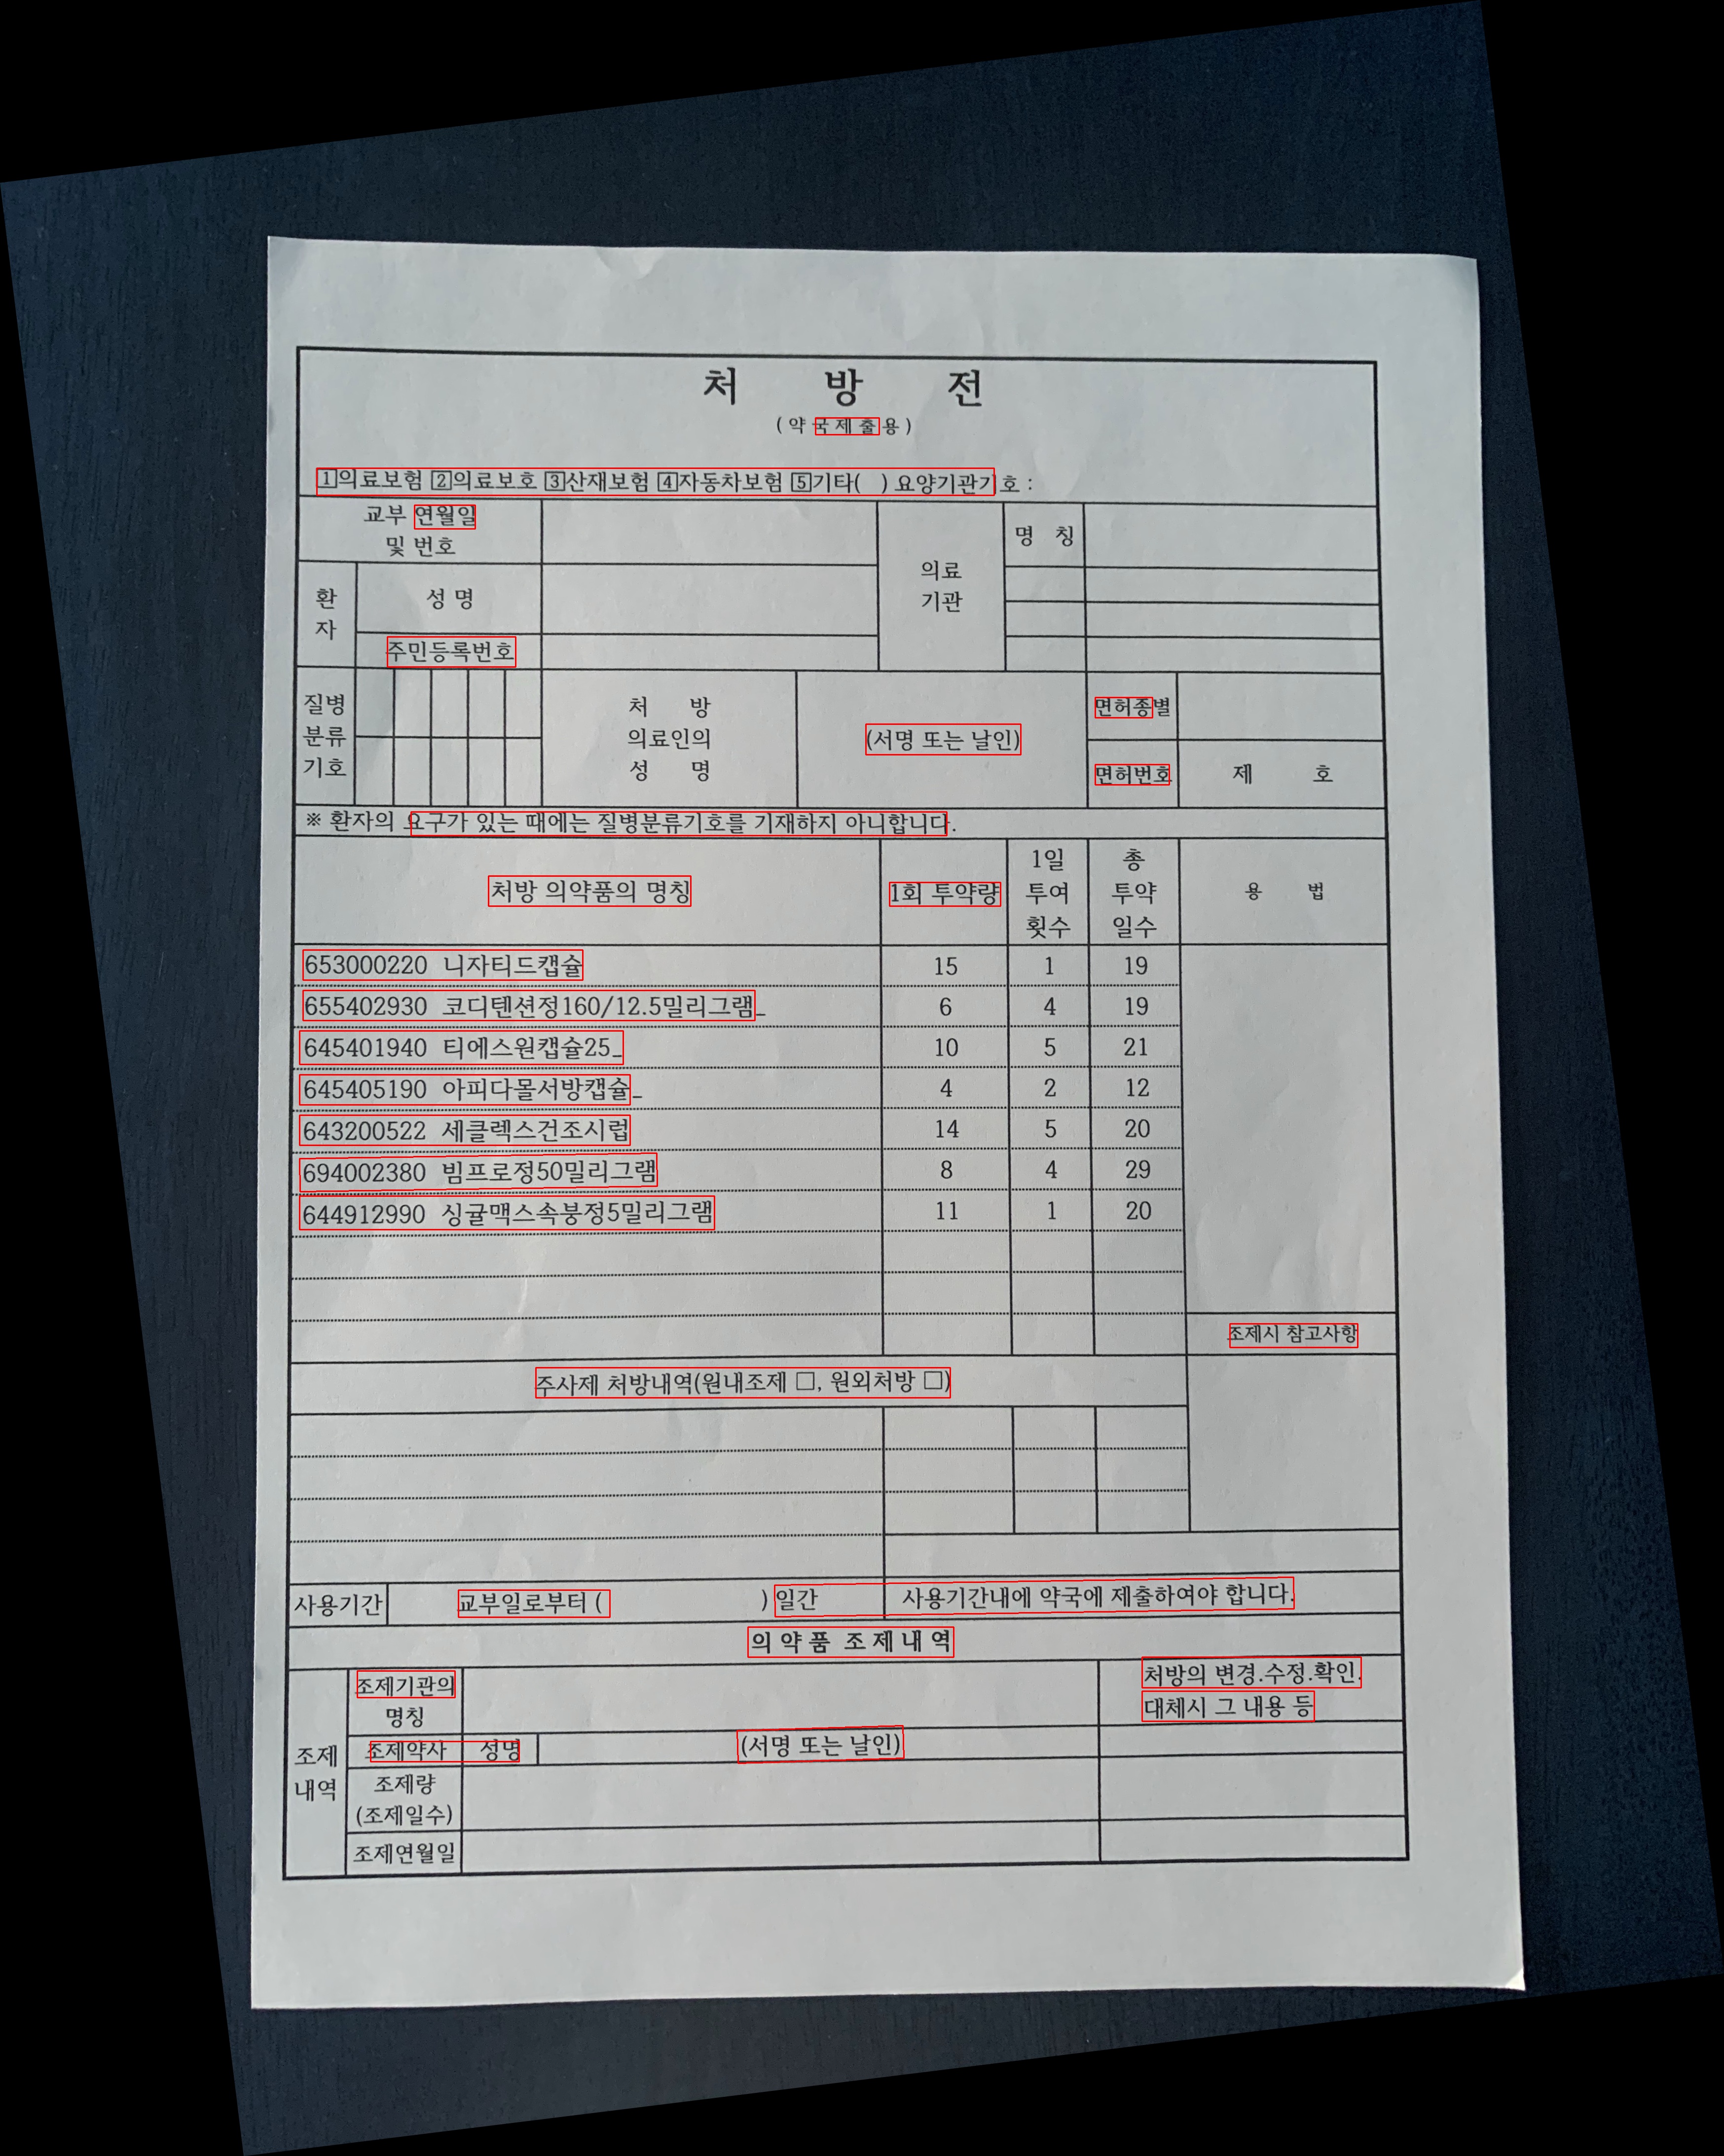 처 방 전
( 약 국 제 출 용 )
1의료보험 2의료보호 3산재보험 4자동차보험 5기타( ) 요양기관기호 :
교부 연월일
및 번호
의료
기관
명 칭
환
자
성 명
주민등록번호
질병
분류
기호
처 방
의료인의
성 명
(서명 또는 날인)
면허종별
면허번호
제 호
※ 환자의 요구가 있는 때에는 질병분류기호를 기재하지 아니합니다.
처방 의약품의 명칭
1회 투약량
1일
투여
횟수
총
투약
일수
용 법
653000220 니자티드캡슐 15 1 19
655402930 코디텐션정160/12.5밀리그램_ 6 4 19
645401940 티에스원캡슐25_ 10 5 21
645405190 아피다몰서방캡슐_ 4 2 12
643200522 세클렉스건조시럽 14 5 20
694002380 빔프로정50밀리그램 8 4 29
644912990 싱귤맥스속붕정5밀리그램 11 1 20
조제시 참고사항
주사제 처방내역(원내조제 □, 원외처방 □)
사용기간 교부일로부터 ( ) 일간 사용기간내에 약국에 제출하여야 합니다.
의 약 품 조 제 내 역
조제
내역
조제기관의
명칭
처방의 변경.수정.확인.
대체시 그 내용 등
조제약사 성명 (서명 또는 날인)
조제량
(조제일수)
조제연월일